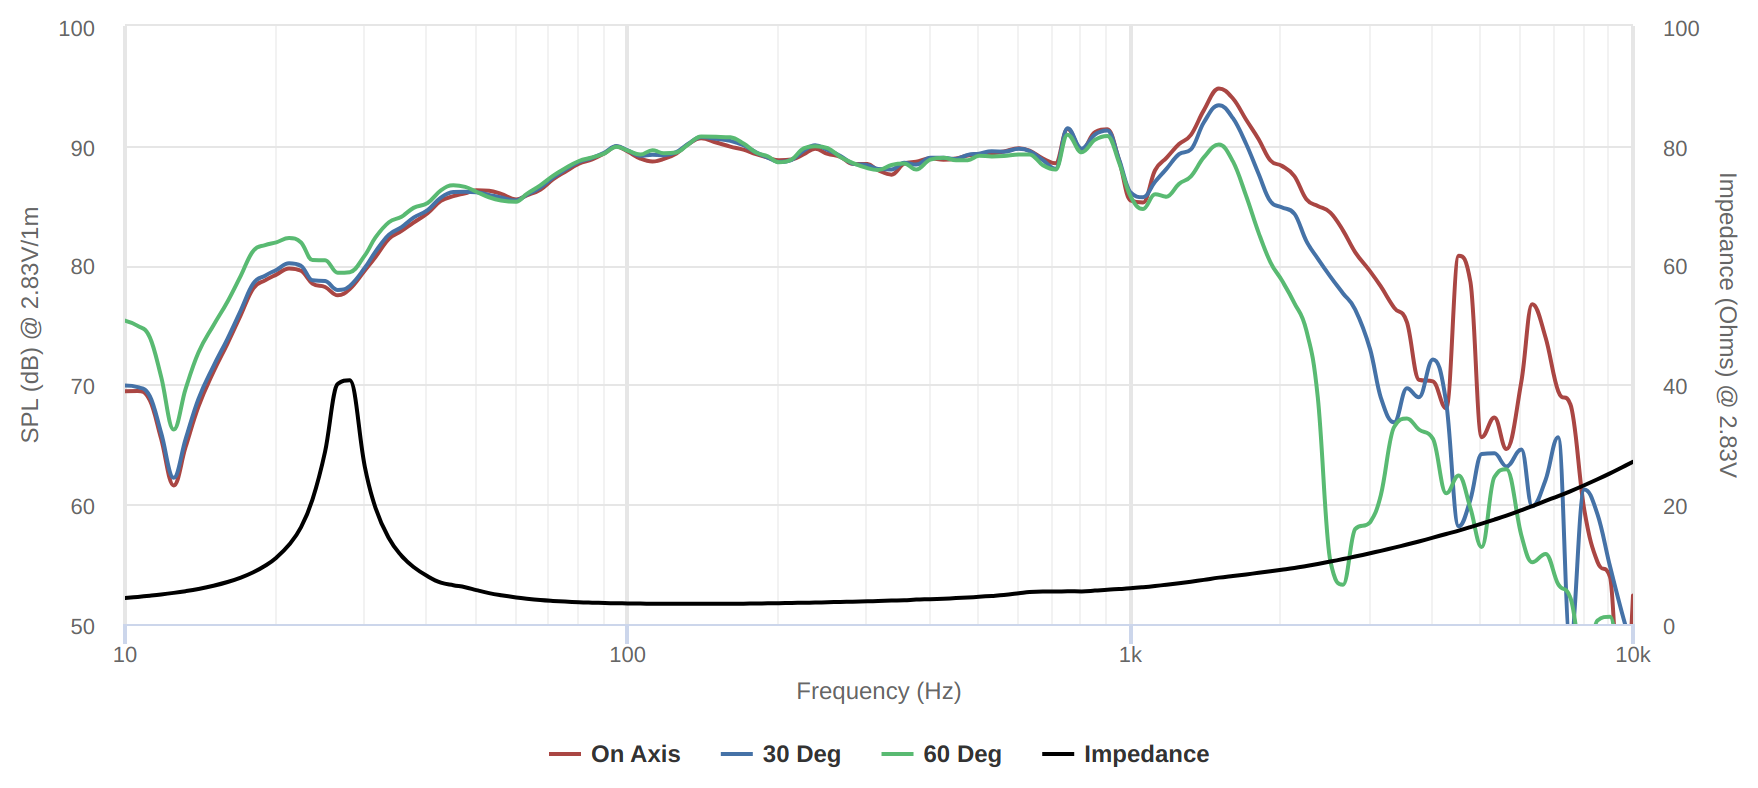 100
90
80
70
60
50
SPL (dB) @ 2.83V/1m
100
80
60
40
20
0
Impedance (Ohms) @ 2.83V
10
100
1k
10k
Frequency (Hz)
On Axis
30 Deg
60 Deg
Impedance